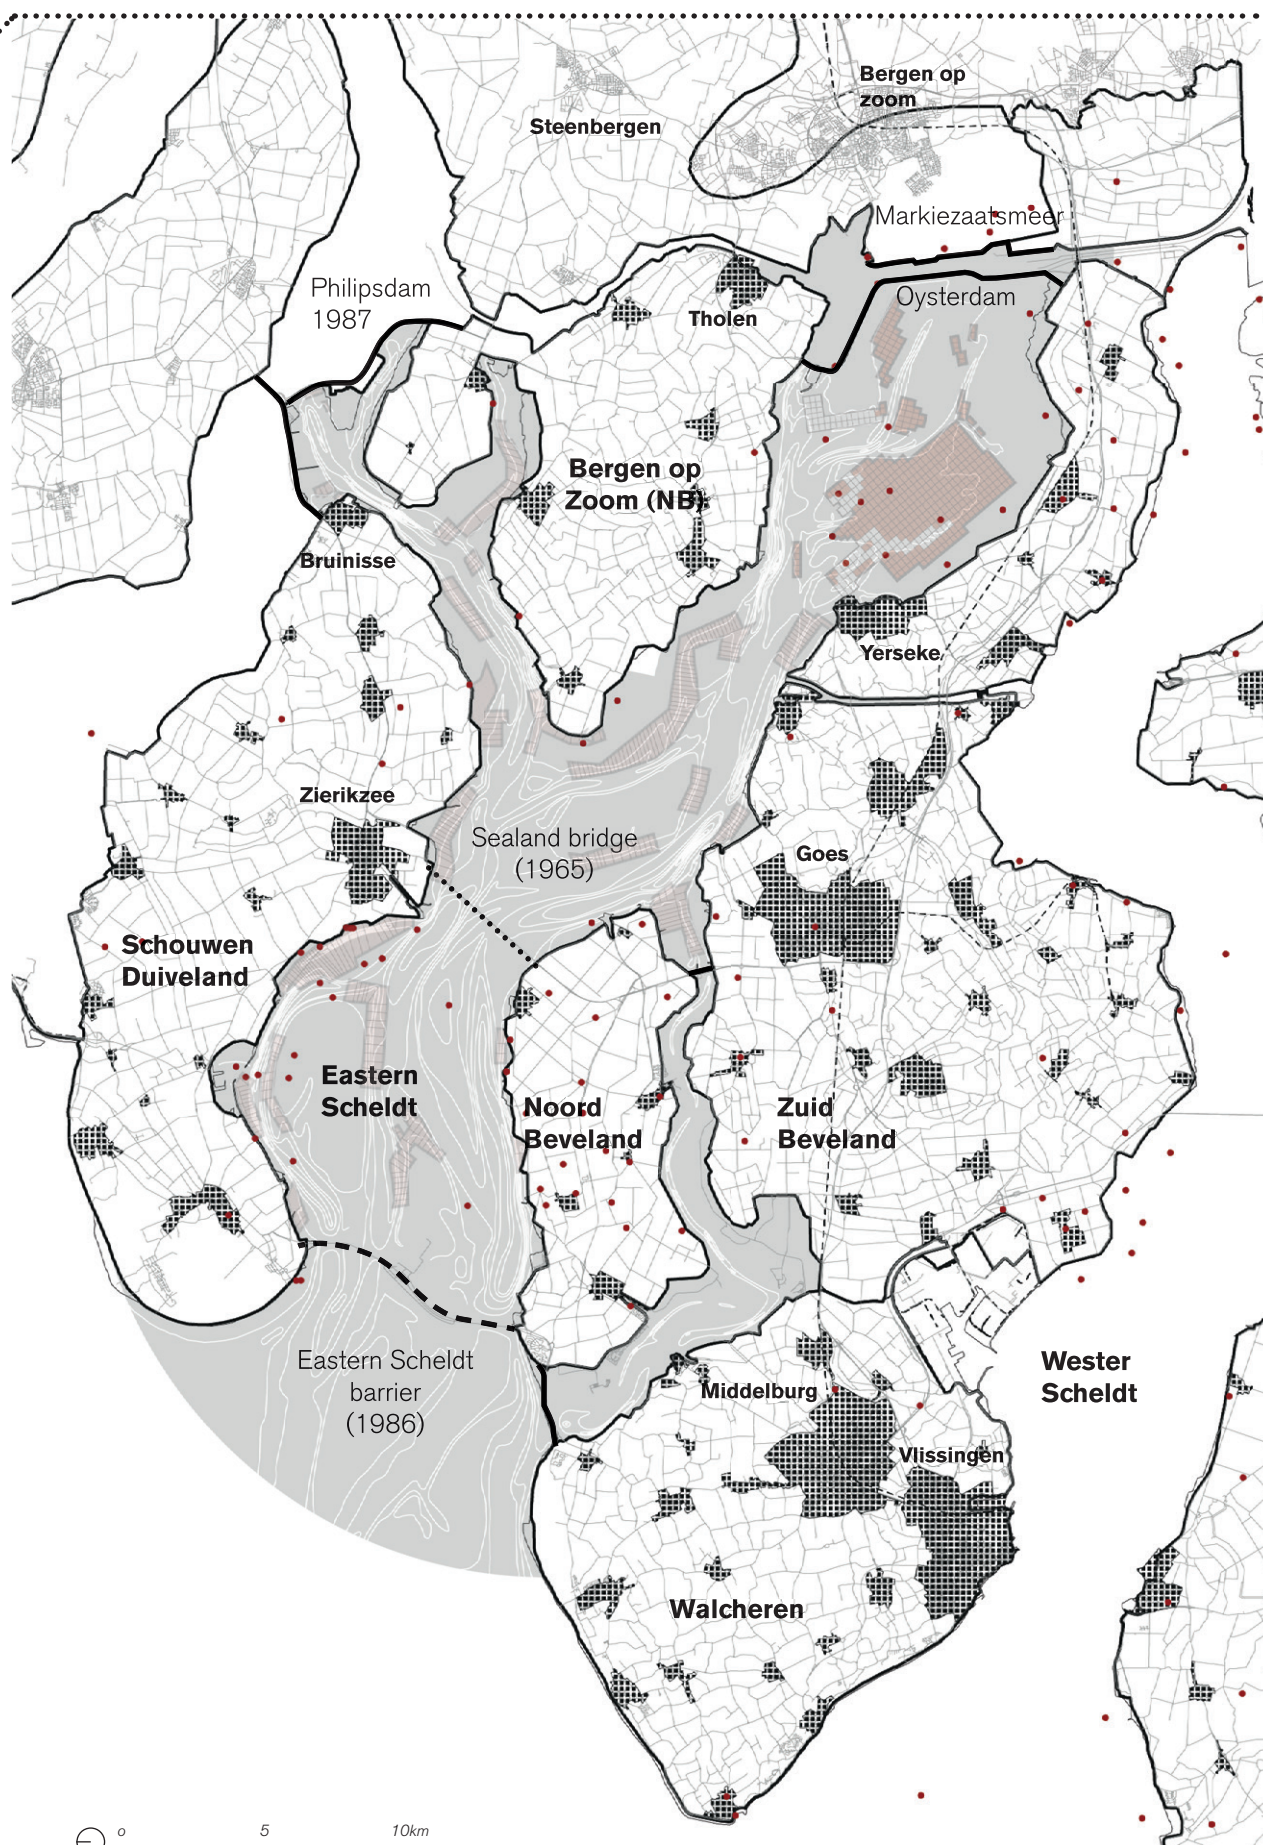 Bergen op
zoom
Steenbergen
Markiezaatsmeer
Philipsdam
1987
Oysterdam
Tholen
Bergen op
Zoom (NB)
Bruinisse
Yerseke
Zierikzee
Sealand bridge
(1965)
Goes
Schouwen
Duiveland
Eastern
Scheldt
Noord
Beveland
Zuid
Beveland
Eastern Scheldt
barrier
(1986)
Wester
Scheldt
Middelburg
Vlissingen
Walcheren
0 5 10km